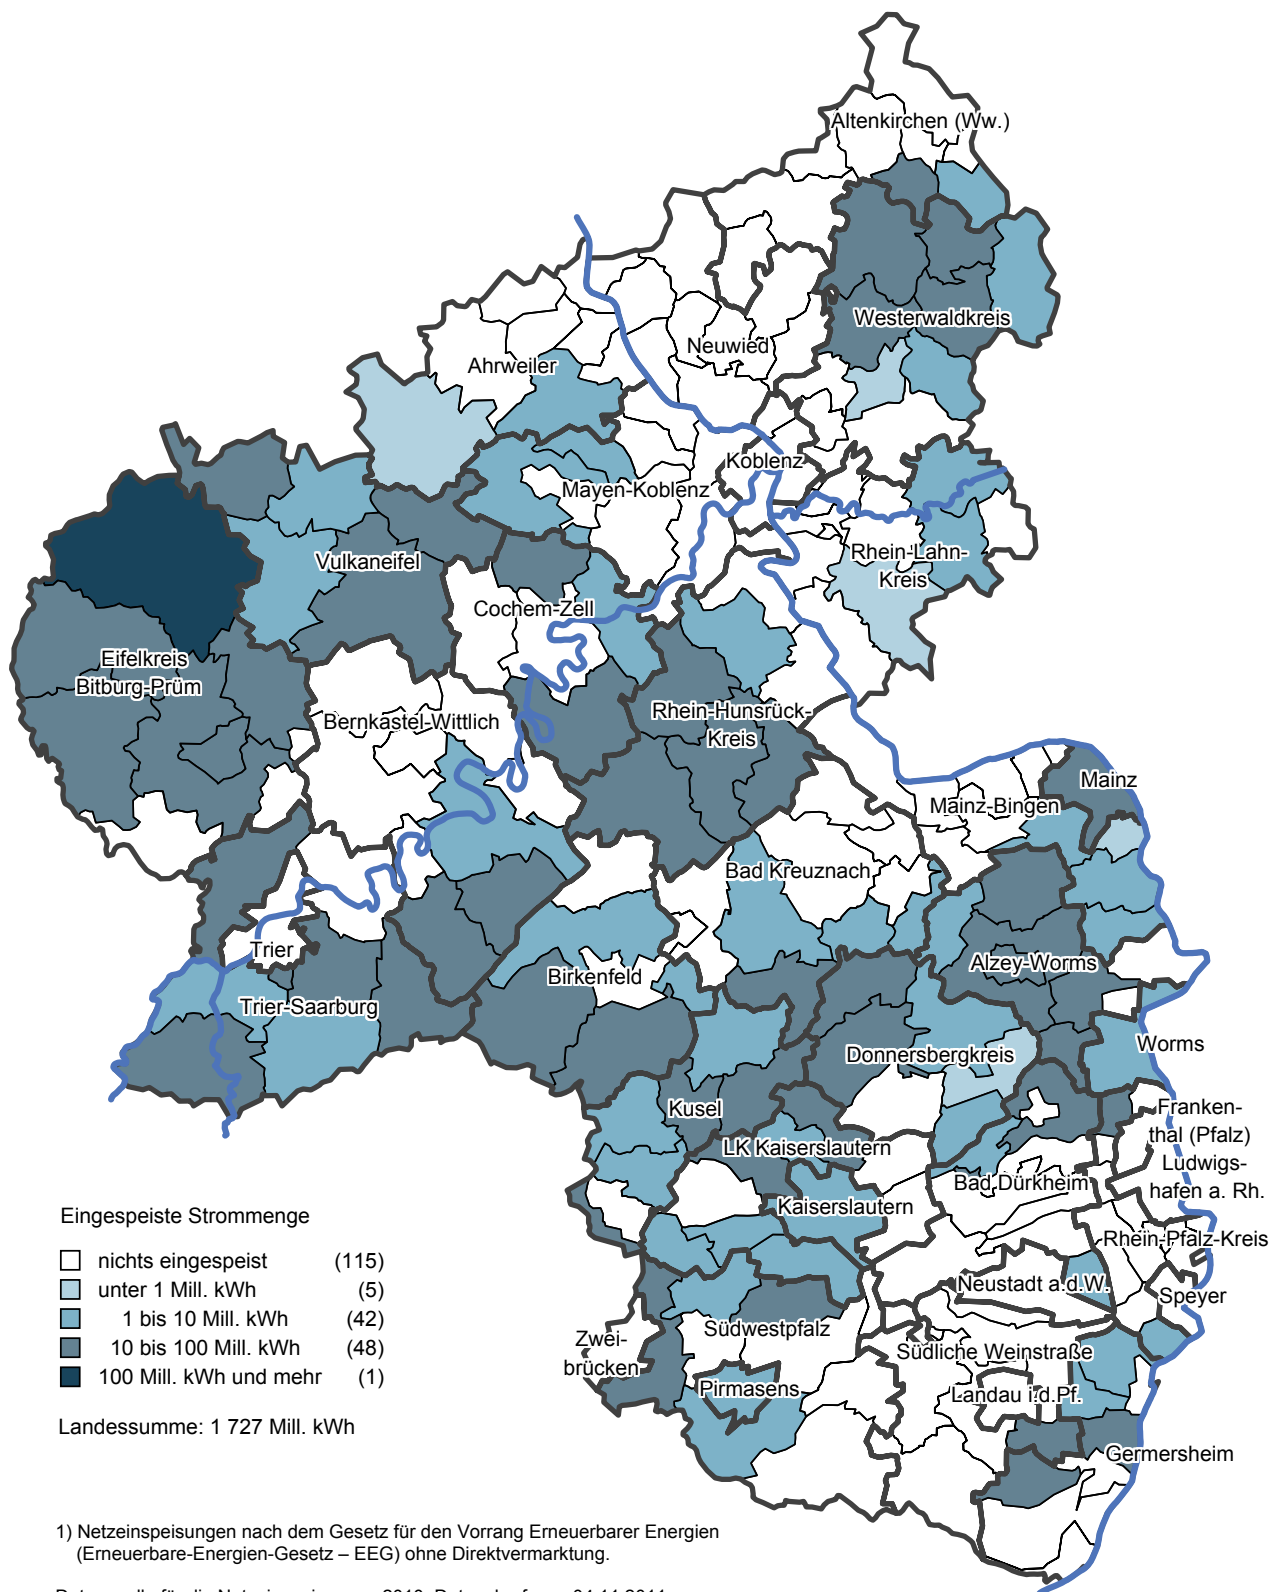 Altenkirchen (Ww.)
Westerwaldkreis
Neuwied
Ahrweiler
Koblenz
Mayen-Koblenz
Rhein-Lahn-
Kreis
Vulkaneifel
Cochem-Zell
Eifelkreis
Bitburg-Prüm
Bernkastel-Wittlich
Rhein-Hunsrück-
Kreis
Mainz
Mainz-Bingen
Bad Kreuznach
Trier
Birkenfeld
Alzey-Worms
Trier-Saarburg
Donnersbergkreis
Worms
Kusel
Franken-
thal (Pfalz)
LK Kaiserslautern
Ludwigs-
hafen a. Rh.
Bad Dürkheim
Kaiserslautern
Rhein-Pfalz-Kreis
Neustadt a.d.W.
Speyer
Südwestpfalz
Zwei-
brücken
Südliche Weinstraße
Pirmasens
Landau i.d.Pf.
Germersheim
Eingespeiste Strommenge
nichts eingespeist (115)
unter 1 Mill. kWh (5)
1 bis 10 Mill. kWh (42)
10 bis 100 Mill. kWh (48)
100 Mill. kWh und mehr (1)
Landessumme: 1 727 Mill. kWh
1) Netzeinspeisungen nach dem Gesetz für den Vorrang Erneuerbarer Energien
(Erneuerbare-Energien-Gesetz – EEG) ohne Direktvermarktung.